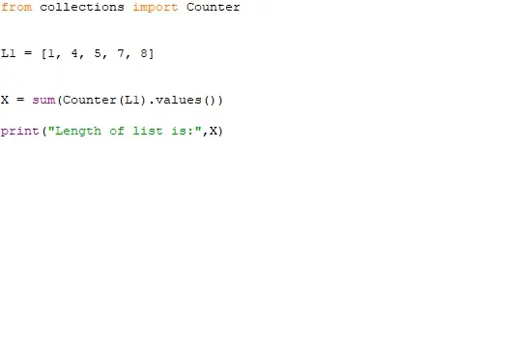 from collections import Counter
L1 = [1, 4, 5, 7, 8]
X = sum(Counter(L1).values())
print("Length of list is:",X)